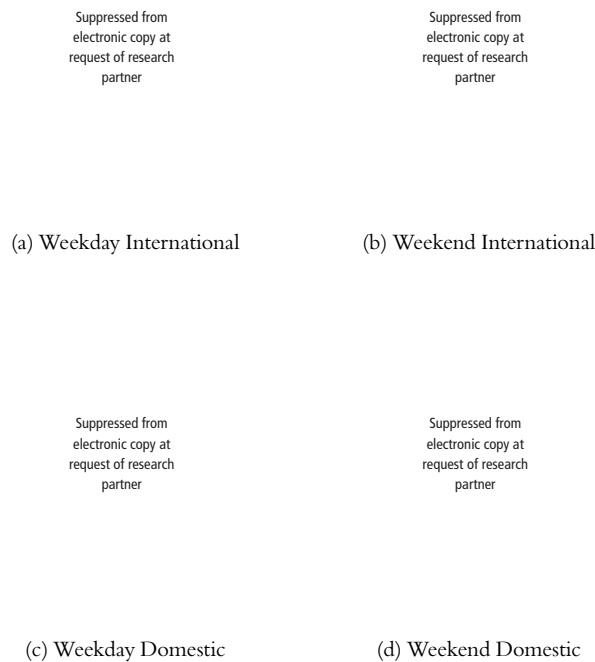 Suppressed from
electronic copy at
request of research
partner
Suppressed from
electronic copy at
request of research
partner
(a) Weekday International
(b) Weekend International
Suppressed from
electronic copy at
request of research
partner
Suppressed from
electronic copy at
request of research
partner
(c) Weekday Domestic
(d) Weekend Domestic